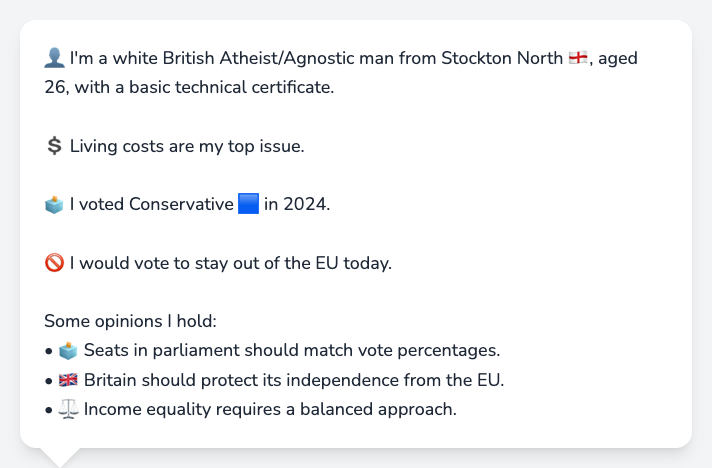 👤 I'm a white British Atheist/Agnostic man from Stockton North 🏴󠁧󠁢󠁥󠁮󠁧󠁿, aged
26, with a basic technical certificate.
💲 Living costs are my top issue.
🗳️ I voted Conservative 🟦 in 2024.
🚫 I would vote to stay out of the EU today.
Some opinions I hold:
• 🗳️ Seats in parliament should match vote percentages.
• 🇬🇧 Britain should protect its independence from the EU.
• ⚖️ Income equality requires a balanced approach.